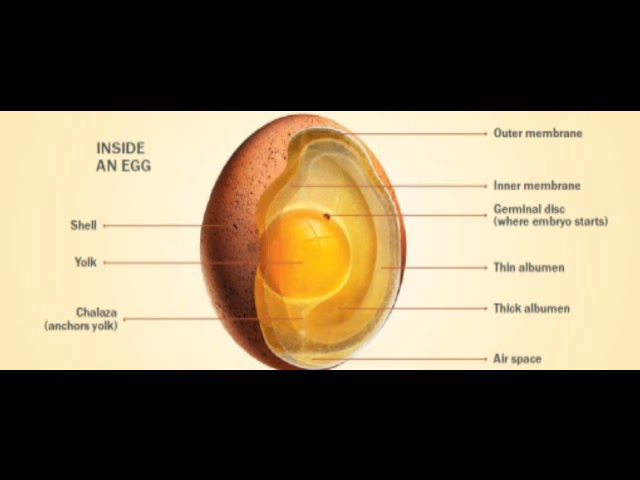 INSIDE
AN EGG
Shell
Yolk
Chalaza
(anchors yolk)
Outer membrane
Inner membrane
Germinal disc
(where embryo starts)
Thin albumen
Thick albumen
Air space